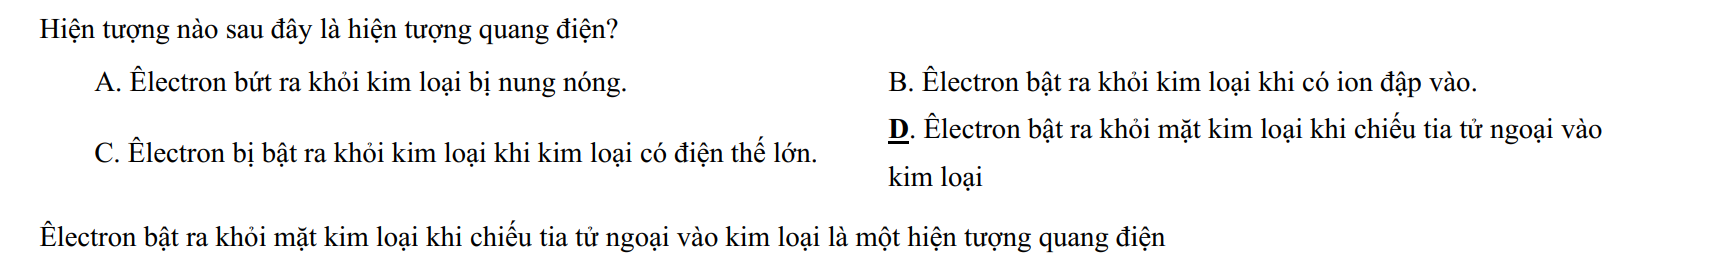 Hiện tượng nào sau đây là hiện tượng quang điện?
A. Êlectron bứt ra khỏi kim loại bị nung nóng.
B. Êlectron bật ra khỏi kim loại khi có ion đập vào.
C. Êlectron bị bật ra khỏi kim loại khi kim loại có điện thế lớn.
D. Êlectron bật ra khỏi mặt kim loại khi chiếu tia tử ngoại vào
kim loại
Êlectron bật ra khỏi mặt kim loại khi chiếu tia tử ngoại vào kim loại là một hiện tượng quang điện